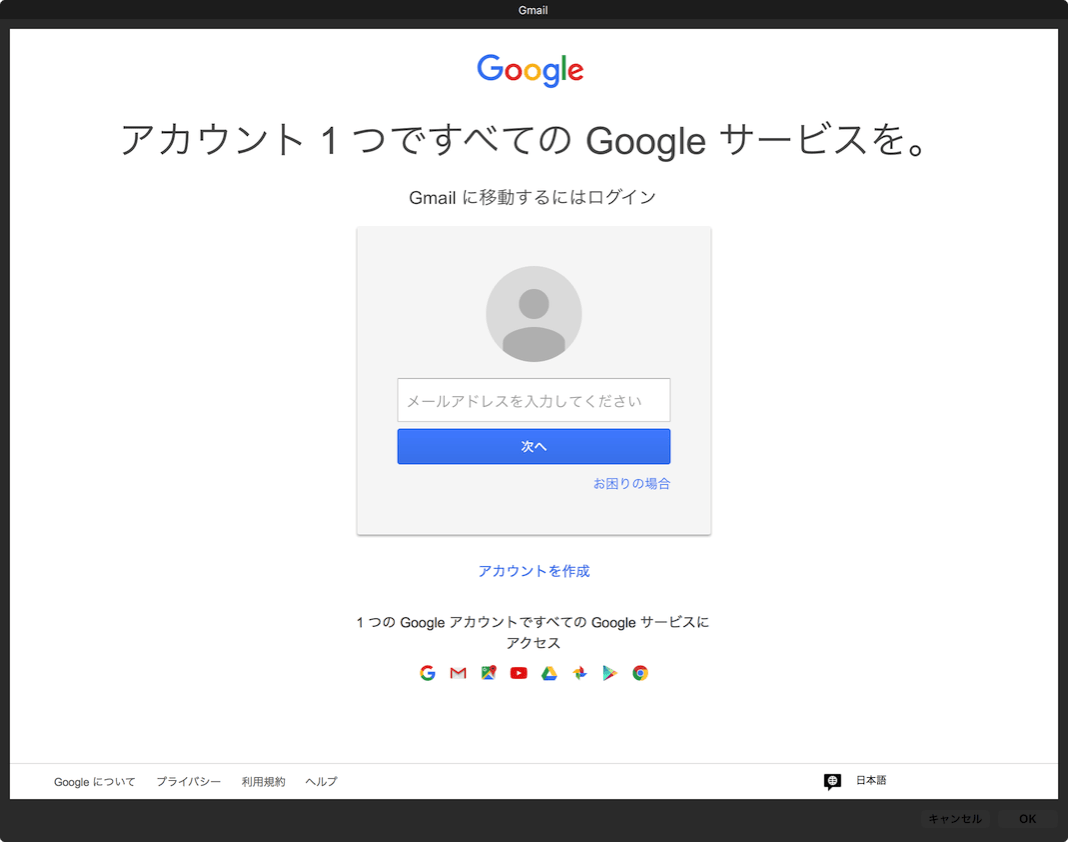 Gmail
Google
アカウント 1 つですべての Google サービスを。
Gmail に移動するにはログイン
メールアドレスを入力してください
次へ
お困りの場合
アカウントを作成
1 つの Google アカウントですべての Google サービスに
アクセス
Google について プライバシー 利用規約 ヘルプ 日本語
キャンセル OK